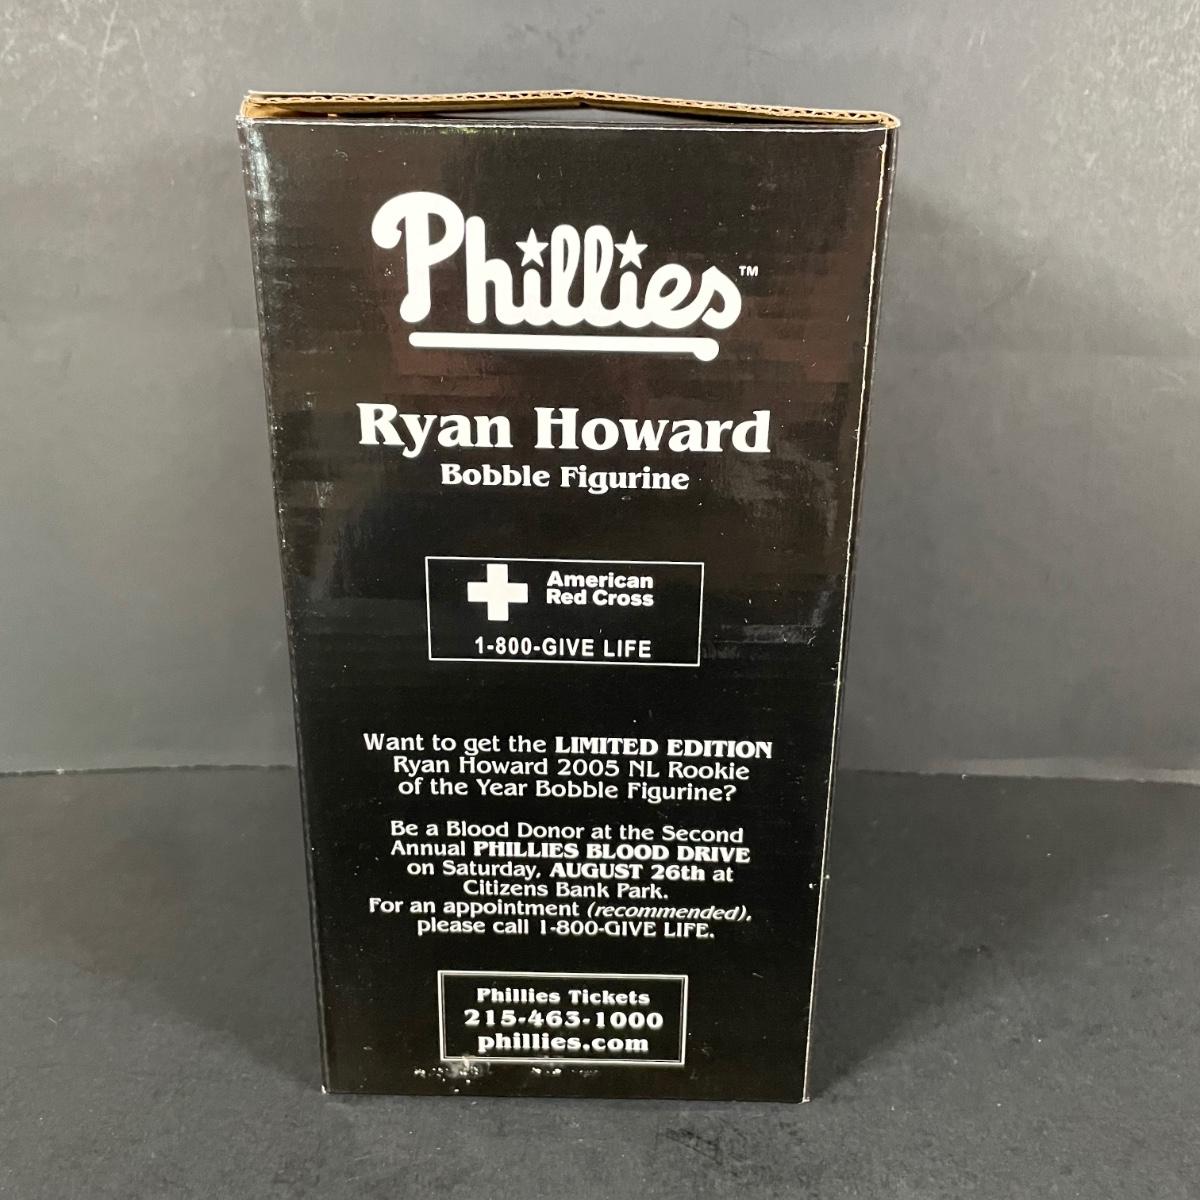 Phillies™
Ryan Howard
Bobble Figurine
American
Red Cross
1-800-GIVE LIFE
Want to get the LIMITED EDITION
Ryan Howard 2005 NL Rookie
of the Year Bobble Figurine?
Be a Blood Donor at the Second
Annual PHILLIES BLOOD DRIVE
on Saturday, AUGUST 26th at
Citizens Bank Park.
For an appointment (recommended),
please call 1-800-GIVE LIFE.
Phillies Tickets
215-463-1000
phillies.com